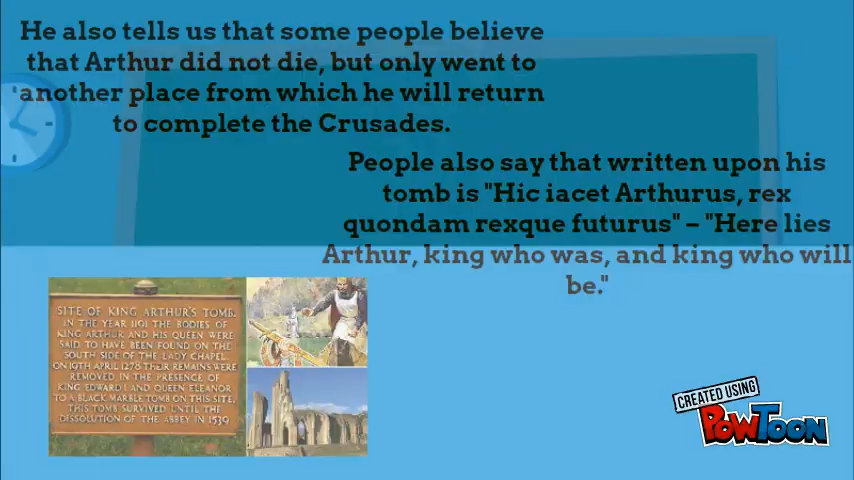 He also tells us that some people believe
that Arthur did not die, but only went to
another place from which he will return
to complete the Crusades.
People also say that written upon his
tomb is "Hic iacet Arthurus, rex
quondam rexque futurus" – "Here lies
Arthur, king who was, and king who will
be."
SITE OF KING ARTHUR'S TOMB.
IN THE YEAR 1191 THE BODIES OF
KING ARTHUR AND HIS QUEEN WERE
SAID TO HAVE BEEN FOUND ON THE
SOUTH SIDE OF THE LADY CHAPEL.
ON 19TH APRIL 1278 THEIR REMAINS WERE
REMOVED IN THE PRESENCE OF
KING EDWARD I AND QUEEN ELEANOR
TO A BLACK MARBLE TOMB ON THIS SITE.
THIS TOMB SURVIVED UNTIL THE
DISSOLUTION OF THE ABBEY IN 1539
CREATED USING
POWTOON